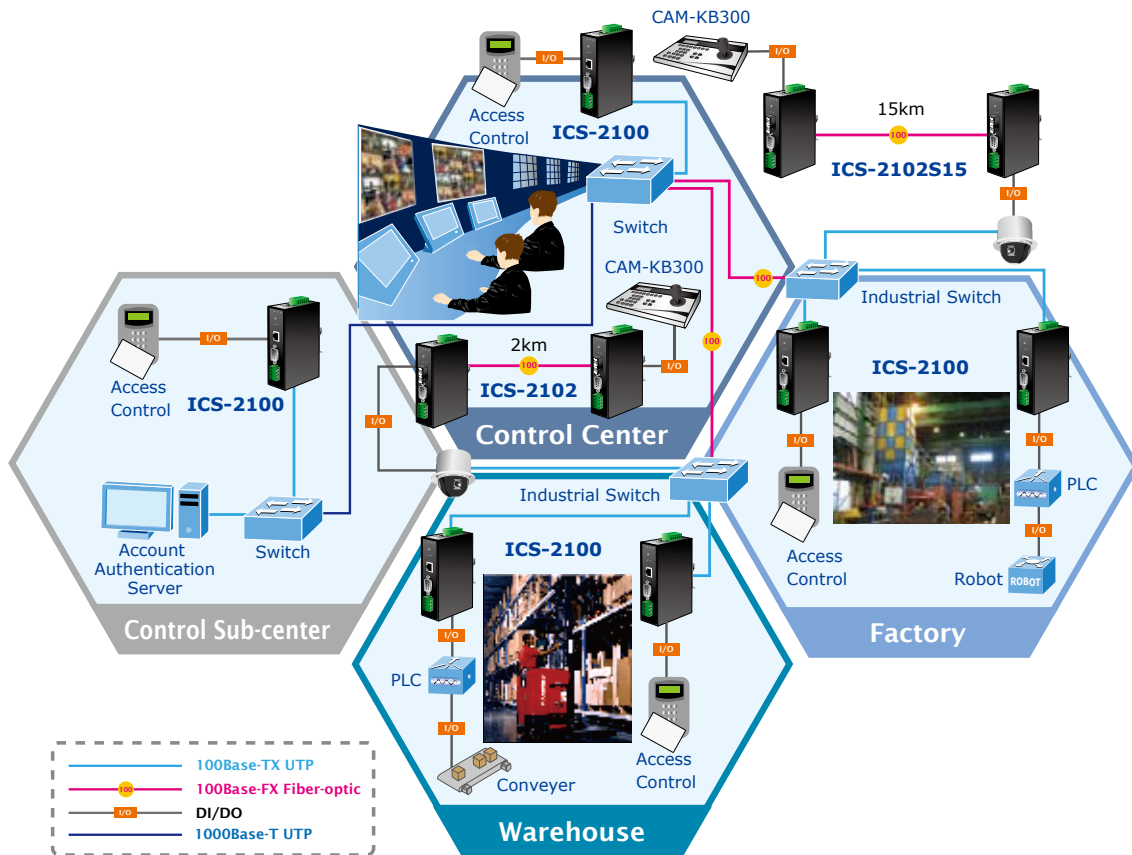 CAM-KB300
I/O
I/O
Access
Control
ICS-2100
15km
100
ICS-2102S15
I/O
Switch
CAM-KB300
100
Industrial Switch
I/O
Access
Control
ICS-2100
2km
100
ICS-2102
I/O
I/O
100
Control Center
ICS-2100
I/O
I/O
PLC
Access
Control
I/O
Robot
ROBOT
Factory
Account
Authentication
Server
Switch
Control Sub-center
Industrial Switch
ICS-2100
I/O
I/O
PLC
I/O
Conveyer
Access
Control
Warehouse
100Base-TX UTP
100
100Base-FX Fiber-optic
I/O
DI/DO
1000Base-T UTP